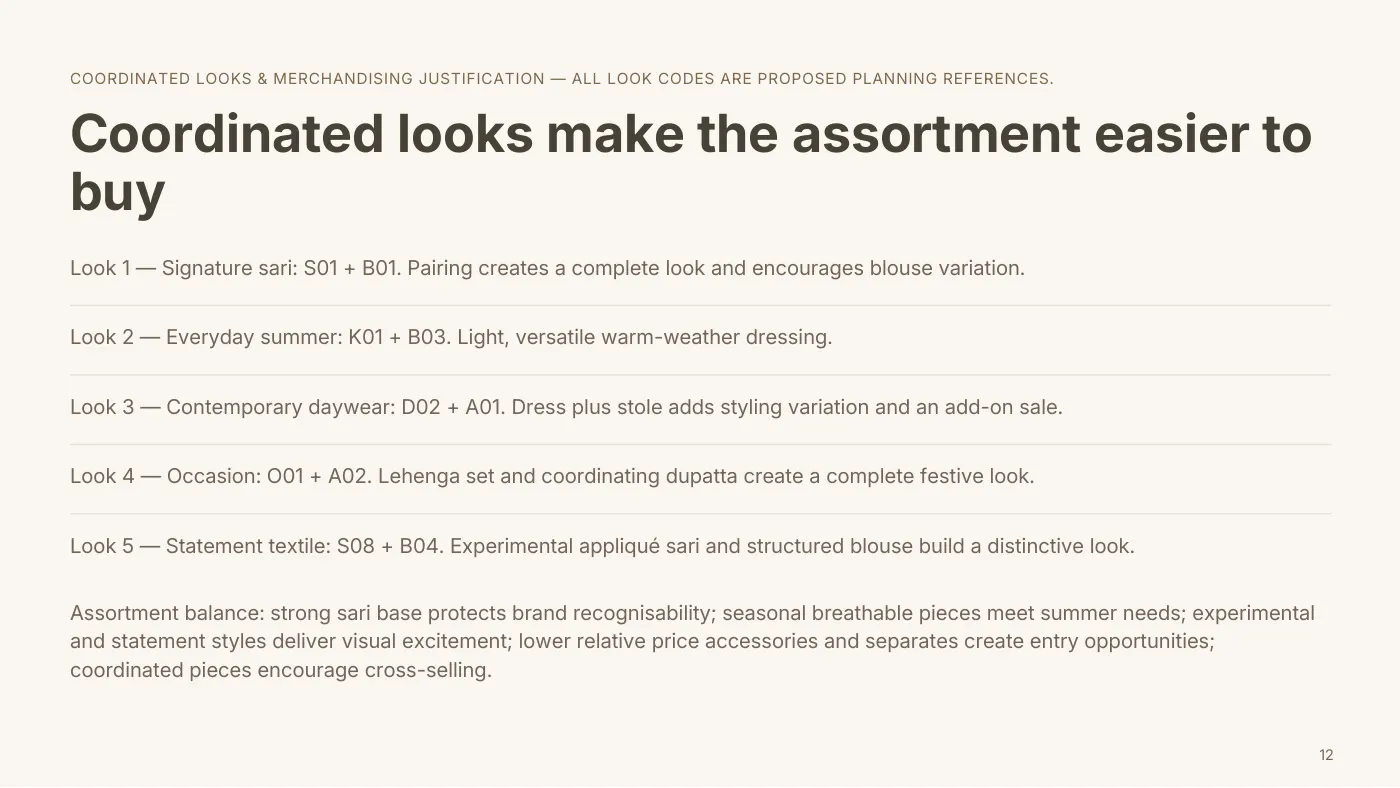 COORDINATED LOOKS & MERCHANDISING JUSTIFICATION — ALL LOOK CODES ARE PROPOSED PLANNING REFERENCES.
Coordinated looks make the assortment easier to
buy
Look 1 — Signature sari: S01 + B01. Pairing creates a complete look and encourages blouse variation.
Look 2 — Everyday summer: K01 + B03. Light, versatile warm-weather dressing.
Look 3 — Contemporary daywear: D02 + A01. Dress plus stole adds styling variation and an add-on sale.
Look 4 — Occasion: O01 + A02. Lehenga set and coordinating dupatta create a complete festive look.
Look 5 — Statement textile: S08 + B04. Experimental appliqué sari and structured blouse build a distinctive look.
Assortment balance: strong sari base protects brand recognisability; seasonal breathable pieces meet summer needs; experimental
and statement styles deliver visual excitement; lower relative price accessories and separates create entry opportunities;
coordinated pieces encourage cross-selling.
12